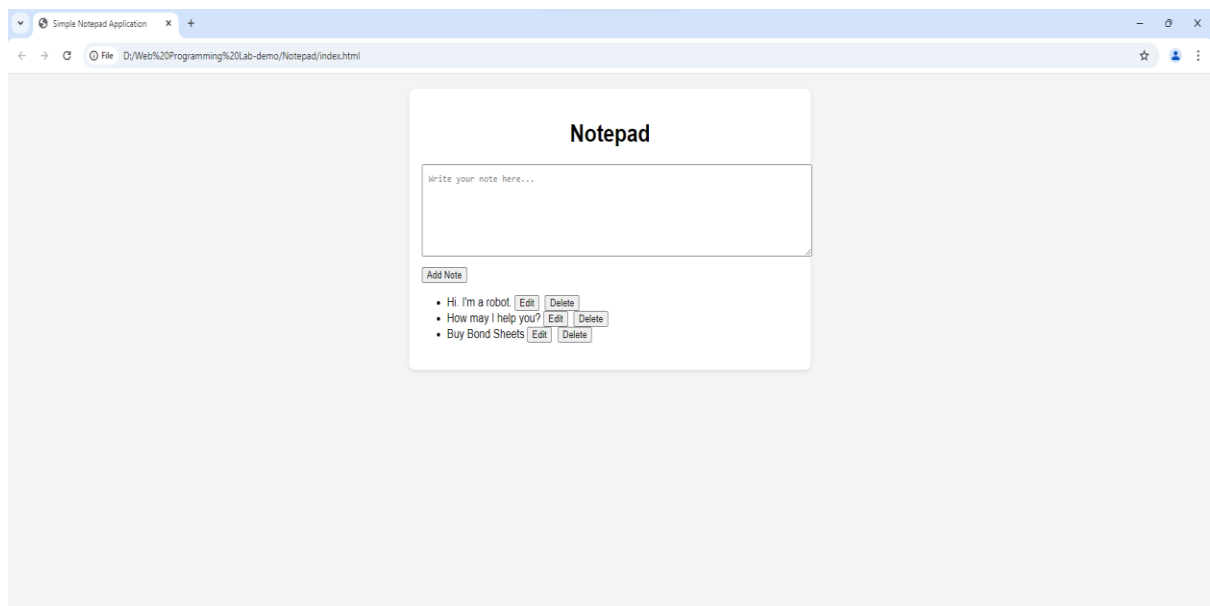 Simple Notepad Application
File D:/Web%20Programming%20Lab-demo/Notepad/index.html
Notepad
Write your note here...
Add Note
Hi. I'm a robot. Edit Delete
How may I help you? Edit Delete
Buy Bond Sheets Edit Delete